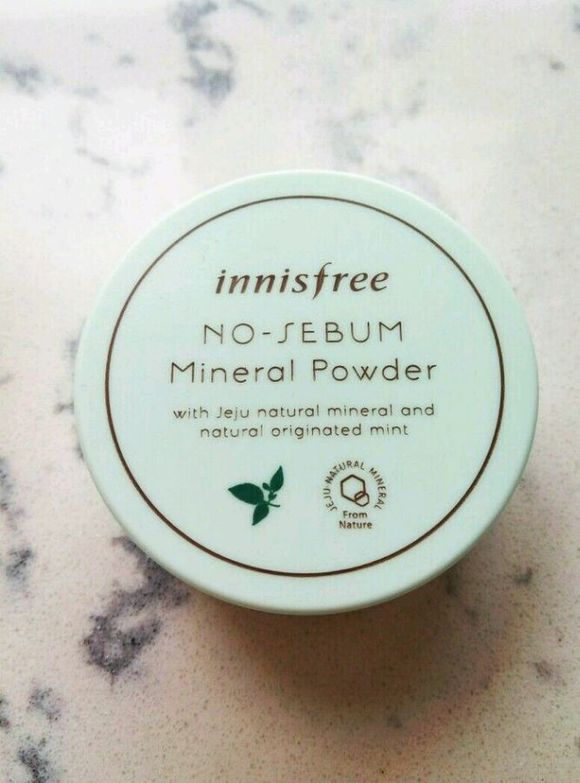 innisfree
NO-SEBUM
Mineral Powder
with Jeju natural mineral and
natural originated mint
JEJU NATURAL MINERAL
From
Nature